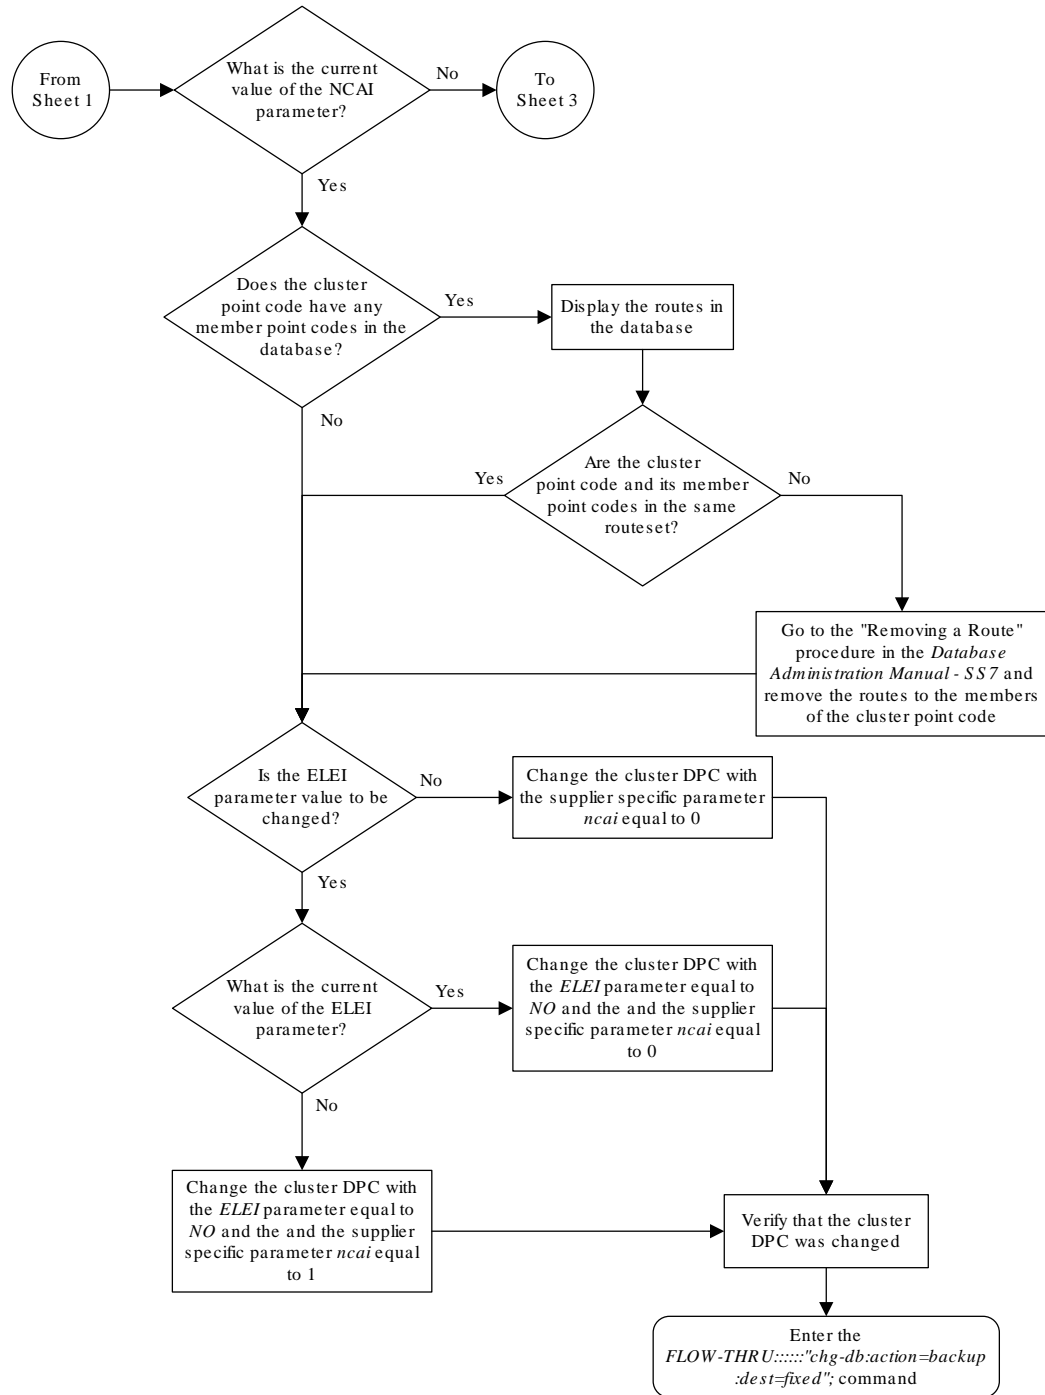 From
Sheet 1
What is the current
value of the NCAI
parameter?
No
To
Sheet 3
Yes
Does the cluster
point code have any
member point codes in the
database?
Yes
Display the routes in
the database
No
Are the cluster
point code and its member
point codes in the same
routeset?
Yes
No
Go to the "Removing a Route"
procedure in the Database
Administration Manual - SS7 and
remove the routes to the members
of the cluster point code
Is the ELEI
parameter value to be
changed?
No
Change the cluster DPC with
the supplier specific parameter
ncai equal to 0
Yes
What is the current
value of the ELEI
parameter?
Yes
Change the cluster DPC with
the ELEI parameter equal to
NO and the and the supplier
specific parameter ncai equal
to 0
No
Change the cluster DPC with
the ELEI parameter equal to
NO and the and the supplier
specific parameter ncai equal
to 1
Verify that the cluster
DPC was changed
Enter the
FLOW-THRU::::::"chg-db:action=backup
:dest=fixed"; command